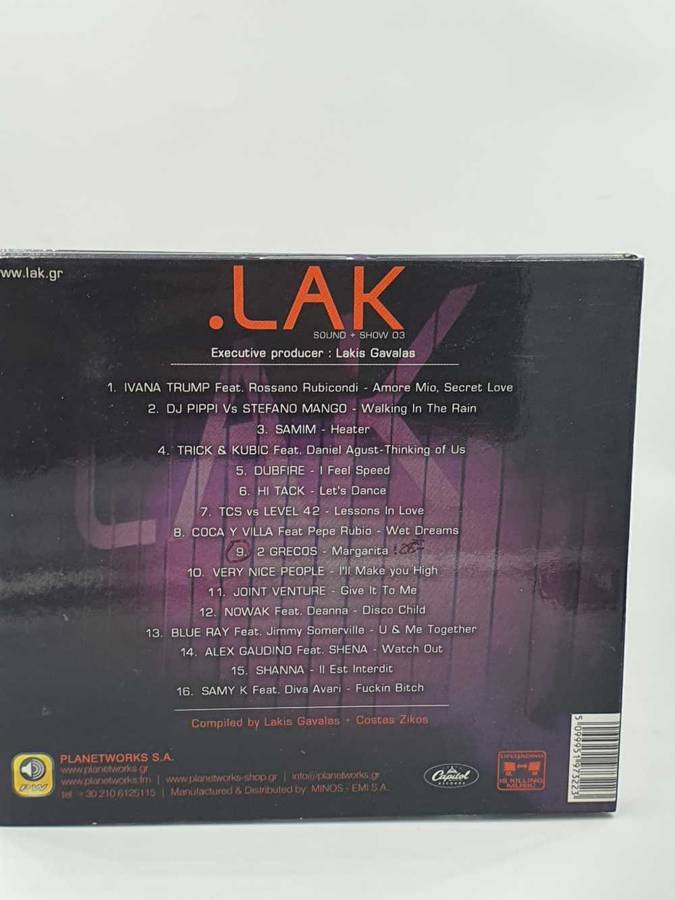 ww.lak.gr
.LAK
SOUND + SHOW 03
Executive producer : Lakis Gavalas
1. IVANA TRUMP Feat. Rossano Rubicondi - Amore Mio, Secret Love
2. DJ PIPPI Vs STEFANO MANGO - Walking In The Rain
3. SAMIM - Heater
4. TRICK & KUBIC Feat. Daniel Agust-Thinking of Us
5. DUBFIRE - I Feel Speed
6. HI TACK - Let's Dance
7. TCS vs LEVEL 42 - Lessons In Love
8. COCA Y VILLA Feat Pepe Rubio - Wet Dreams
9. 2 GRECOS - Margarita
10. VERY NICE PEOPLE - I'll Make you High
11. JOINT VENTURE - Give It To Me
12. NOWAK Feat. Deanna - Disco Child
13. BLUE RAY Feat. Jimmy Somerville - U & Me Together
14. ALEX GAUDINO Feat. SHENA - Watch Out
15. SHANNA - Il Est Interdit
16. SAMY K Feat. Diva Avari - Fuckin Bitch
Compiled by Lakis Gavalas + Costas Zikos
PLANETWORKS S.A.
www.planetworks.gr
www.planetworks.fm | www.planetworks-shop.gr | info@planetworks.gr
tel. +30 210 6125115 | Manufactured & Distributed by: MINOS - EMI S.A.
PW
Capitol
RECORDS
IS KILLING
MUSIC